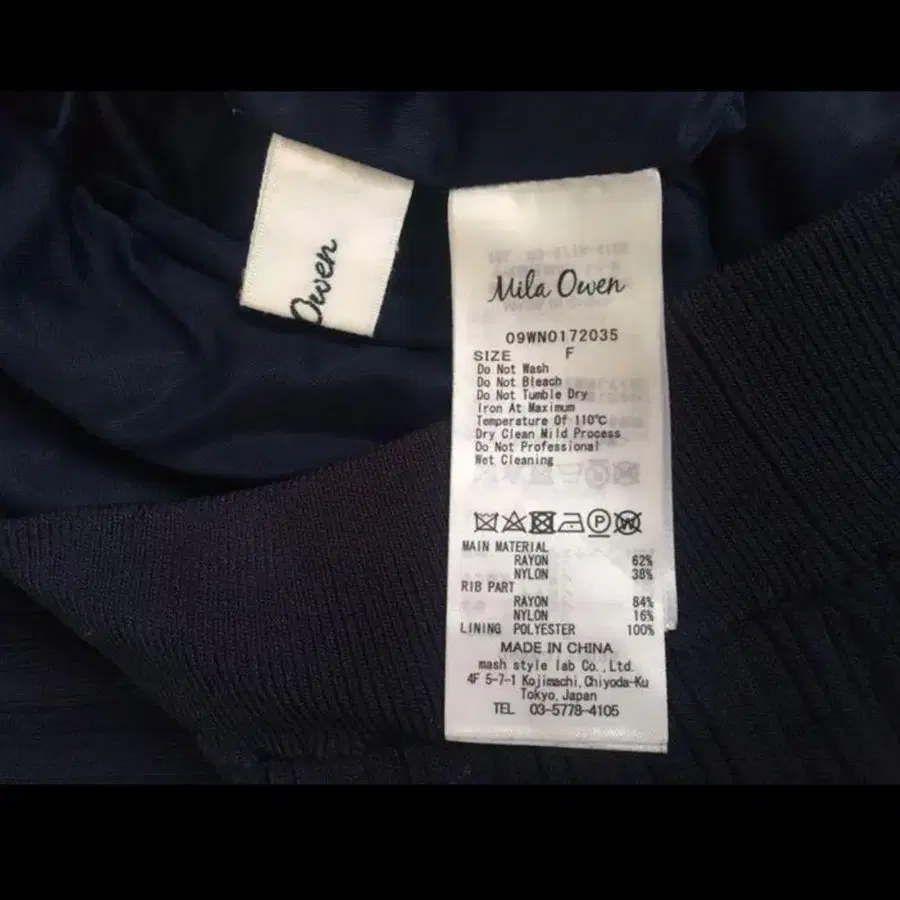 Owen
Mila Owen
09WN0172035
SIZE F
Do Not Wash
Do Not Bleach
Do Not Tumble Dry
Iron At Maximum
Temperature Of 110℃
Dry Clean Mild Process
Do Not Professional
Wet Cleaning
P W
MAIN MATERIAL
RAYON 62%
NYLON 38%
RIB PART
RAYON 84%
NYLON 16%
LINING POLYESTER 100%
MADE IN CHINA
mash style lab Co.,Ltd.
4F 5-7-1 Kojimachi,Chiyoda-Ku
Tokyo,Japan
TEL 03-5778-4105